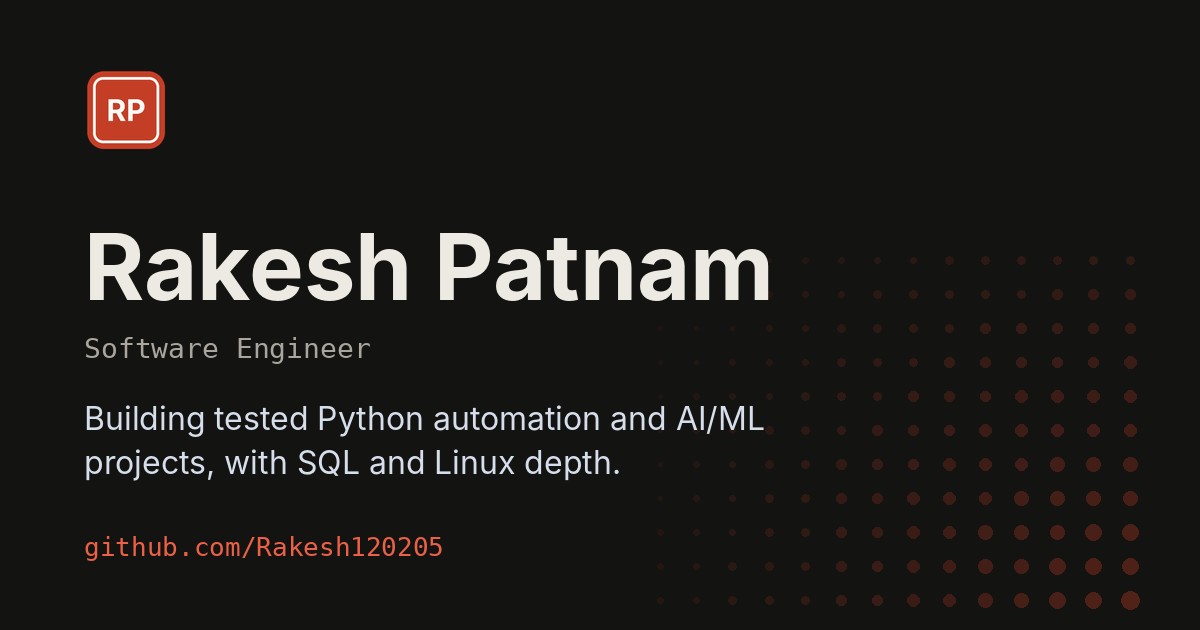 RP
Rakesh Patnam
Software Engineer
Building tested Python automation and AI/ML
projects, with SQL and Linux depth.
github.com/Rakesh120205